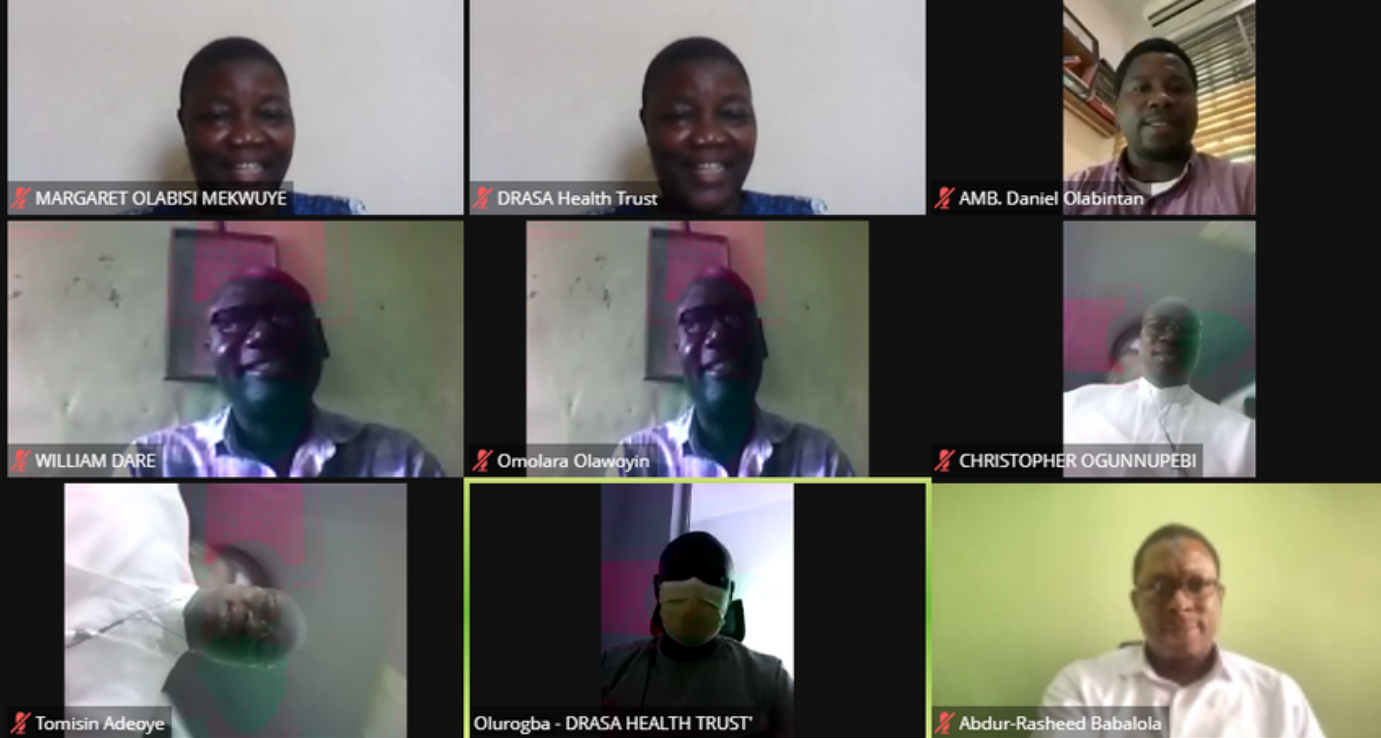 MARGARET OLABISI MEKWUYE
DRASA Health Trust
AMB. Daniel Olabintan
WILLIAM DARE
Omolara Olawoyin
CHRISTOPHER OGUNNUPEBI
Tomisin Adeoye
Olurogba - DRASA HEALTH TRUST'
Abdur-Rasheed Babalola